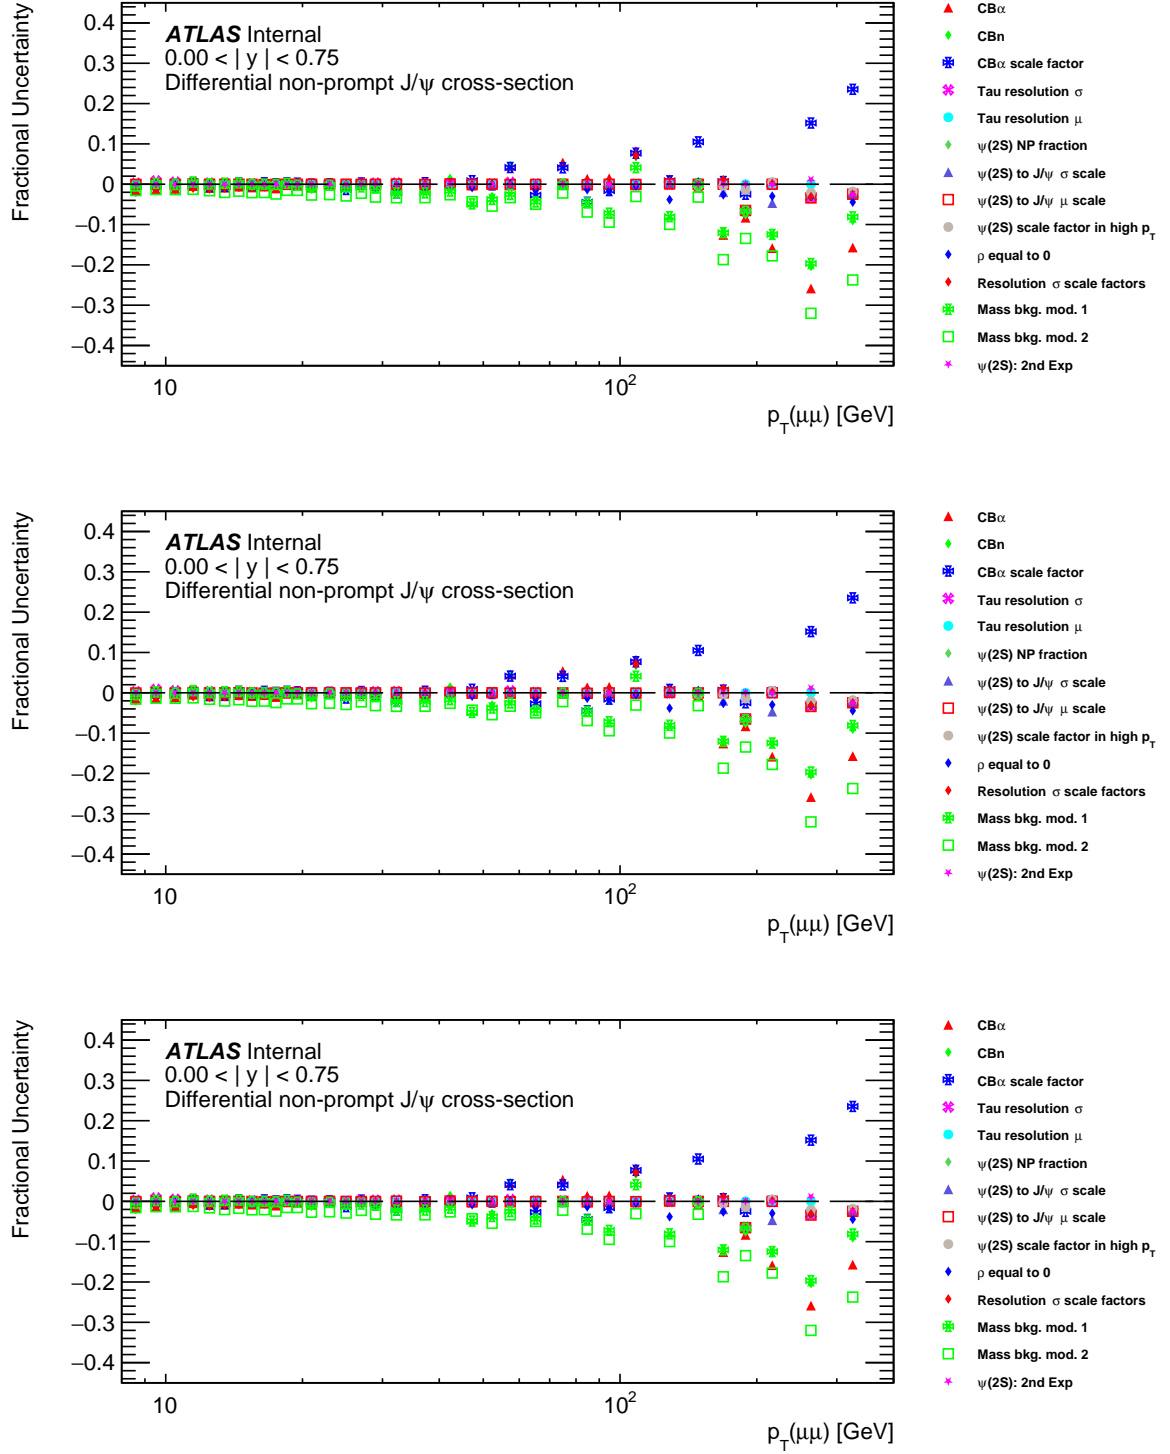 Fractional Uncertainty
0.4
0.3
0.2
0.1
0
−0.1
−0.2
−0.3
−0.4
ATLAS Internal
0.00 < | y | < 0.75
Differential non-prompt J/ψ cross-section
10
10²
p_T(μμ) [GeV]
CBα
CBn
CBα scale factor
Tau resolution σ
Tau resolution μ
ψ(2S) NP fraction
ψ(2S) to J/ψ σ scale
ψ(2S) to J/ψ μ scale
ψ(2S) scale factor in high p_T
ρ equal to 0
Resolution σ scale factors
Mass bkg. mod. 1
Mass bkg. mod. 2
ψ(2S): 2nd Exp
Fractional Uncertainty
0.4
0.3
0.2
0.1
0
−0.1
−0.2
−0.3
−0.4
ATLAS Internal
0.00 < | y | < 0.75
Differential non-prompt J/ψ cross-section
10
10²
p_T(μμ) [GeV]
CBα
CBn
CBα scale factor
Tau resolution σ
Tau resolution μ
ψ(2S) NP fraction
ψ(2S) to J/ψ σ scale
ψ(2S) to J/ψ μ scale
ψ(2S) scale factor in high p_T
ρ equal to 0
Resolution σ scale factors
Mass bkg. mod. 1
Mass bkg. mod. 2
ψ(2S): 2nd Exp
Fractional Uncertainty
0.4
0.3
0.2
0.1
0
−0.1
−0.2
−0.3
−0.4
ATLAS Internal
0.00 < | y | < 0.75
Differential non-prompt J/ψ cross-section
10
10²
p_T(μμ) [GeV]
CBα
CBn
CBα scale factor
Tau resolution σ
Tau resolution μ
ψ(2S) NP fraction
ψ(2S) to J/ψ σ scale
ψ(2S) to J/ψ μ scale
ψ(2S) scale factor in high p_T
ρ equal to 0
Resolution σ scale factors
Mass bkg. mod. 1
Mass bkg. mod. 2
ψ(2S): 2nd Exp